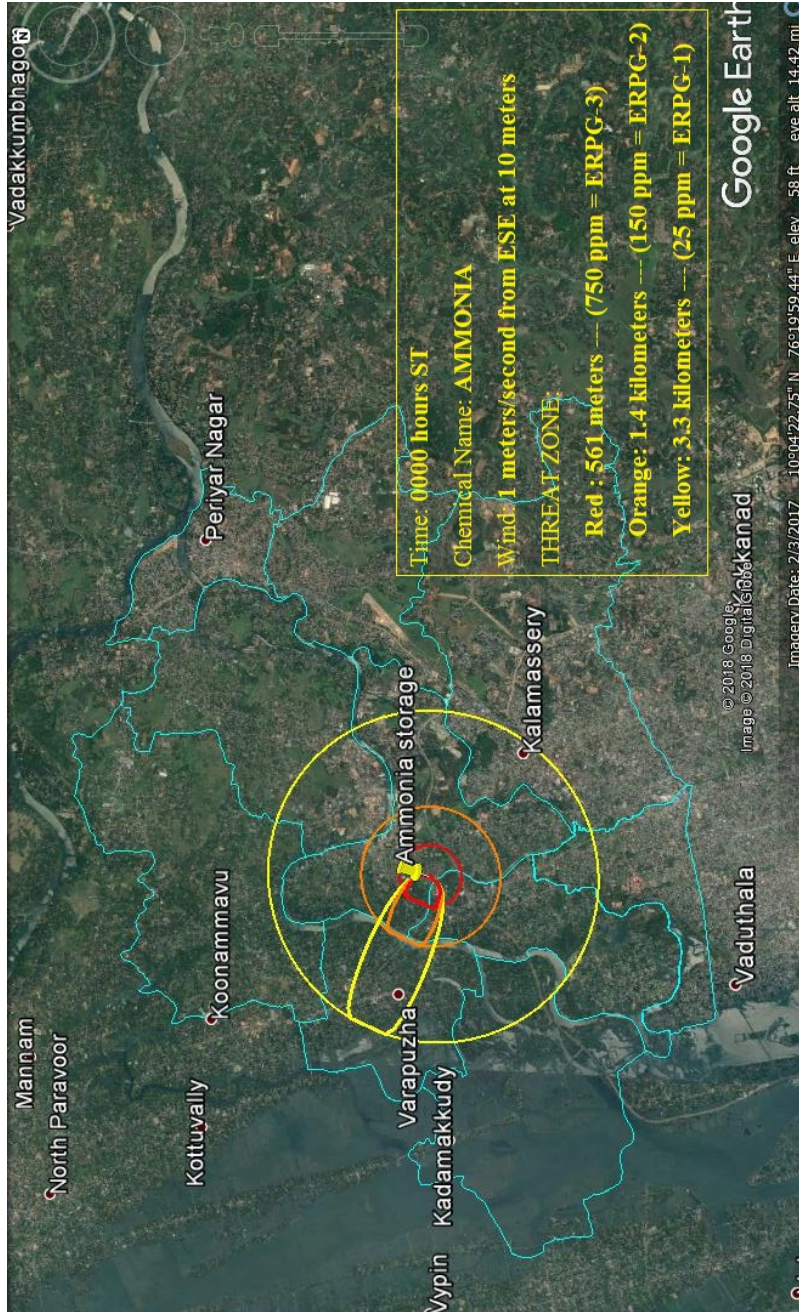 Vadakkumbhagom
N
Mannam
North Paravoor
Kottuvally
Koonammavu
Periyar Nagar
Ammonia storage
Varapuzha
Kadamakkudy
Vypin
Kalamassery
Vaduthala
Kakkanad
Time: 0000 hours ST
Chemical Name: AMMONIA
Wind: 1 meters/second from ESE at 10 meters
THREAT ZONE:
Red : 561 meters --- (750 ppm = ERPG-3)
Orange: 1.4 kilometers --- (150 ppm = ERPG-2)
Yellow: 3.3 kilometers --- (25 ppm = ERPG-1)
© 2018 Google
Image © 2018 DigitalGlobe
Google Earth
Imagery Date: 2/3/2017 10°04'22.75" N 76°19'59.44" E elev 58 ft eye alt 14.42 mi